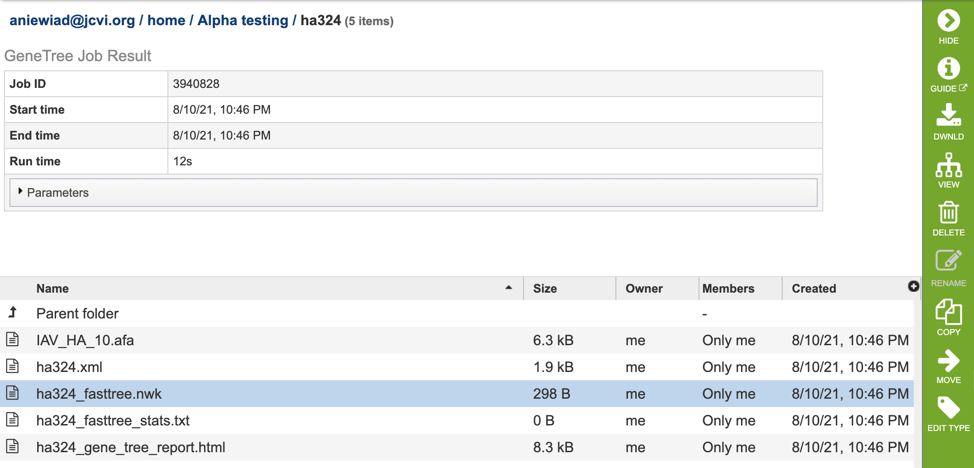 aniewiad@jcvi.org / home / Alpha testing / ha324 (5 items)
GeneTree Job Result
Job ID 3940828
Start time 8/10/21, 10:46 PM
End time 8/10/21, 10:46 PM
Run time 12s
Parameters
Name Size Owner Members Created
Parent folder -
IAV_HA_10.afa 6.3 kB me Only me 8/10/21, 10:46 PM
ha324.xml 1.9 kB me Only me 8/10/21, 10:46 PM
ha324_fasttree.nwk 298 B me Only me 8/10/21, 10:46 PM
ha324_fasttree_stats.txt 0 B me Only me 8/10/21, 10:46 PM
ha324_gene_tree_report.html 8.3 kB me Only me 8/10/21, 10:46 PM
HIDE
GUIDE
DWNLD
VIEW
DELETE
RENAME
COPY
MOVE
EDIT TYPE